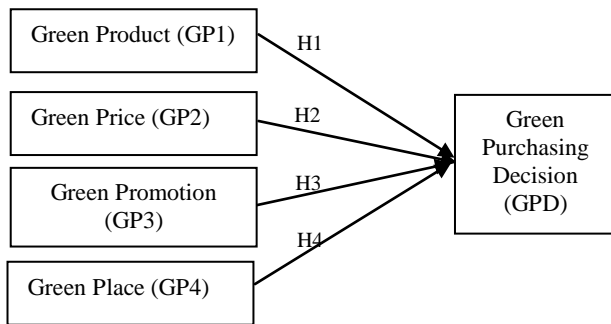 Green Product (GP1)
H1
Green Price (GP2)
H2
Green
Purchasing
Decision
(GPD)
Green Promotion
(GP3)
H3
H4
Green Place (GP4)